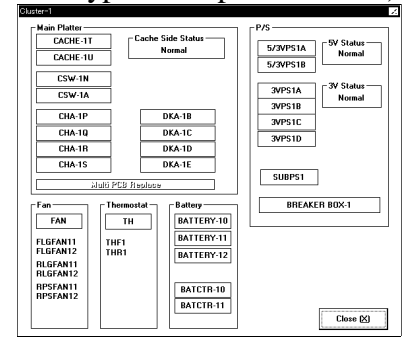 Cluster=1
Main Platter
CACHE-1T
CACHE-1U
Cache Side Status
Normal
CSW-1N
CSW-1A
CHA-1P
CHA-1Q
CHA-1R
CHA-1S
DKA-1B
DKA-1C
DKA-1D
DKA-1E
Multi PCB Replace
P/S
5/3VPS1A
5/3VPS1B
5V Status
Normal
3VPS1A
3VPS1B
3VPS1C
3VPS1D
3V Status
Normal
SUBPS1
BREAKER BOX-1
Fan
FAN
FLGFAN11
FLGFAN12
RLGFAN11
RLGFAN12
RPSFAN11
RPSFAN12
Thermostat
TH
THF1
THR1
Battery
BATTERY-10
BATTERY-11
BATTERY-12
BATCTR-10
BATCTR-11
Close (X)